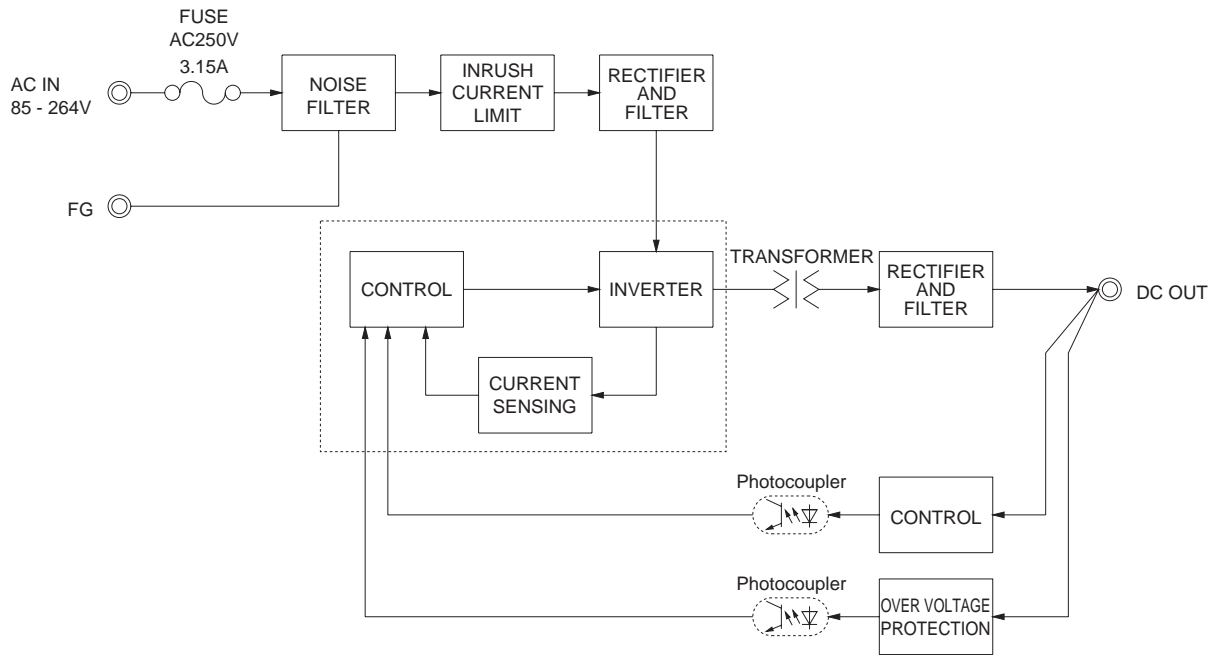 FUSE
AC250V
3.15A
AC IN
85 - 264V
NOISE
FILTER
INRUSH
CURRENT
LIMIT
RECTIFIER
AND
FILTER
FG
CONTROL
INVERTER
TRANSFORMER
RECTIFIER
AND
FILTER
DC OUT
CURRENT
SENSING
Photocoupler
CONTROL
Photocoupler
OVER VOLTAGE
PROTECTION